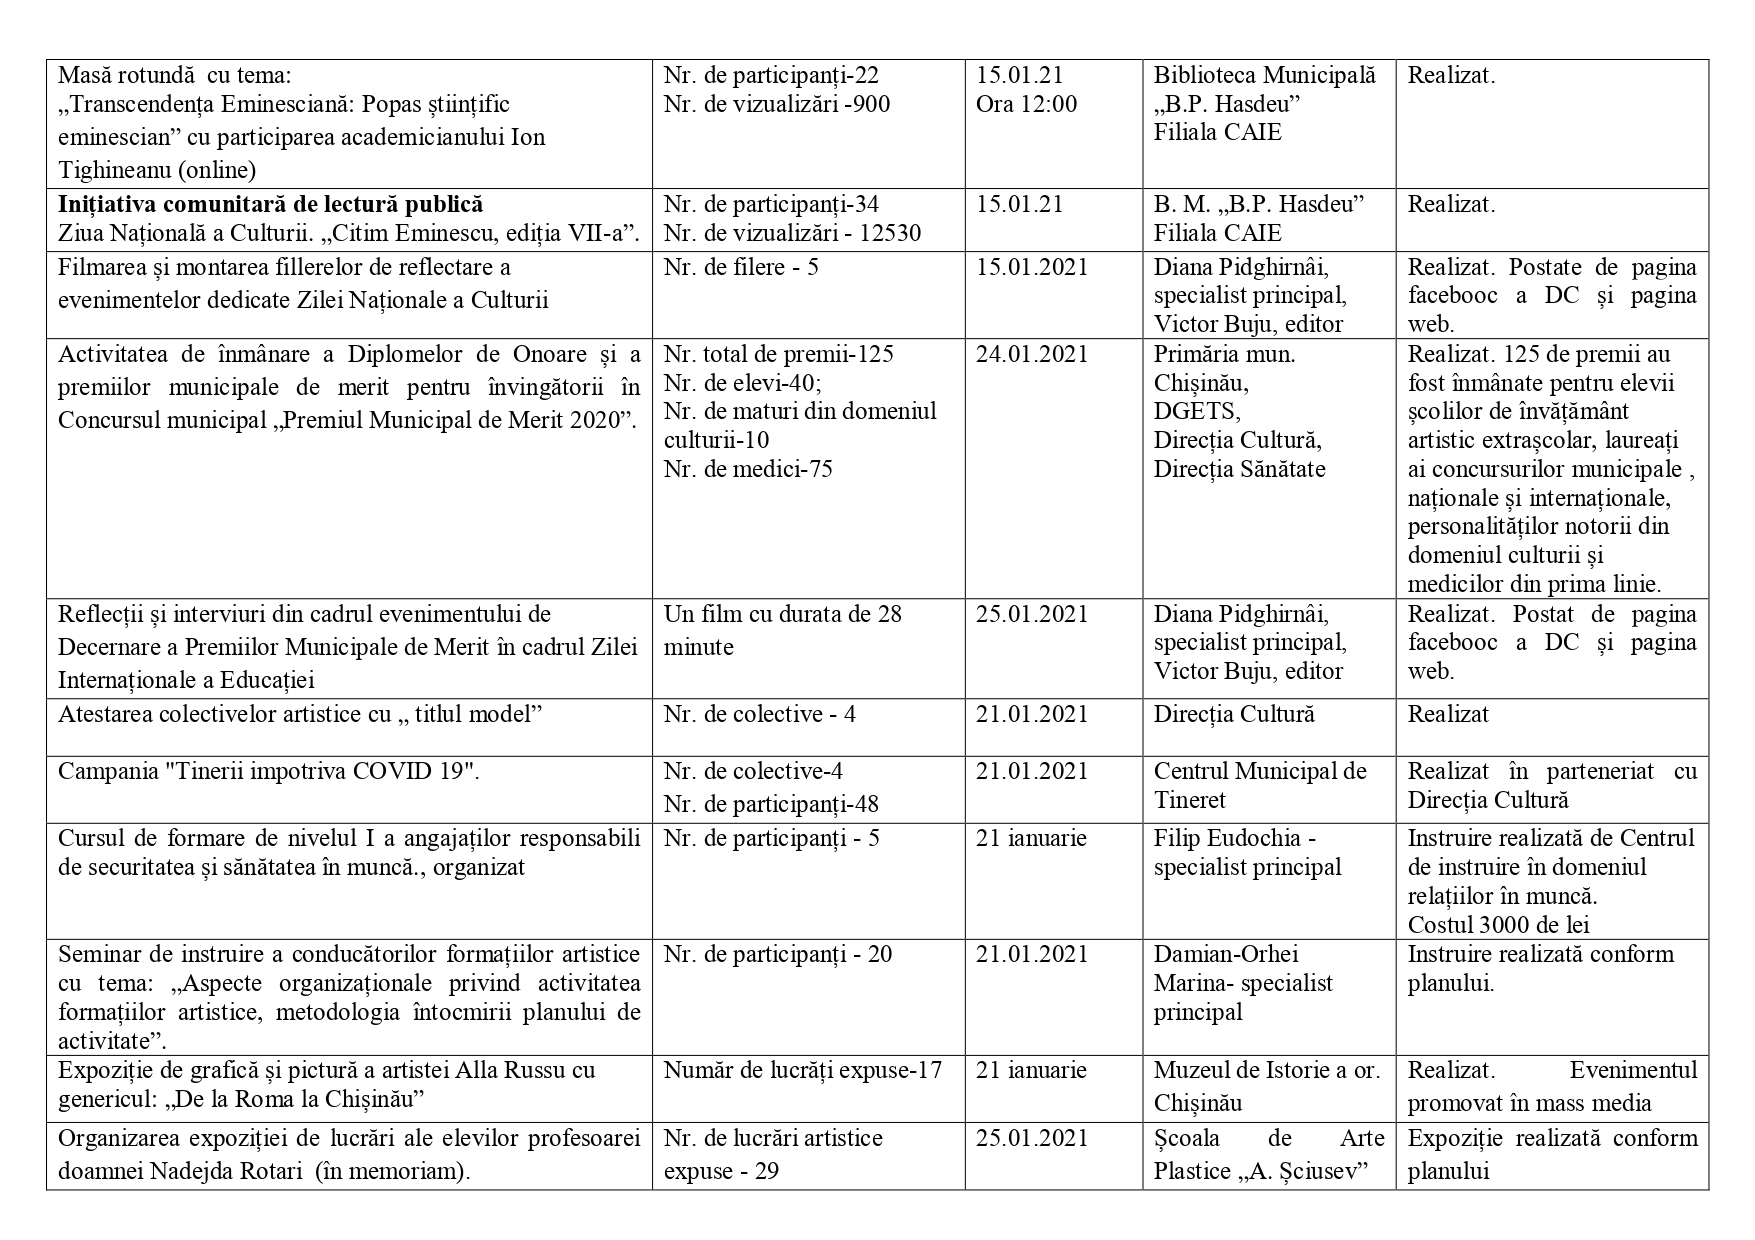 Masă rotundă  cu tema:
„Transcendența Eminesciană: Popas științific
eminescian” cu participarea academicianului Ion
Tighineanu (online)
Nr. de participanți-22
Nr. de vizualizări -900
15.01.21
Ora 12:00
Biblioteca Municipală
„B.P. Hasdeu”
Filiala CAIE
Realizat.
Inițiativa comunitară de lectură publică
Ziua Națională a Culturii. „Citim Eminescu, ediția VII-a”.
Nr. de participanți-34
Nr. de vizualizări - 12530
15.01.21
B. M. „B.P. Hasdeu”
Filiala CAIE
Realizat.
Filmarea și montarea fillerelor de reflectare a
evenimentelor dedicate Zilei Naționale a Culturii
Nr. de filere - 5
15.01.2021
Diana Pidghirnâi,
specialist principal,
Victor Buju, editor
Realizat. Postate de pagina
facebooc a DC și pagina
web.
Activitatea de înmânare a Diplomelor de Onoare și a
premiilor municipale de merit pentru învingătorii în
Concursul municipal „Premiul Municipal de Merit 2020”.
Nr. total de premii-125
Nr. de elevi-40;
Nr. de maturi din domeniul
culturii-10
Nr. de medici-75
24.01.2021
Primăria mun.
Chișinău,
DGETS,
Direcția Cultură,
Direcția Sănătate
Realizat. 125 de premii au
fost înmânate pentru elevii
școlilor de învățământ
artistic extrașcolar, laureați
ai concursurilor municipale ,
naționale și internaționale,
personalităților notorii din
domeniul culturii și
medicilor din prima linie.
Reflecții și interviuri din cadrul evenimentului de
Decernare a Premiilor Municipale de Merit în cadrul Zilei
Internaționale a Educației
Un film cu durata de 28
minute
25.01.2021
Diana Pidghirnâi,
specialist principal,
Victor Buju, editor
Realizat. Postat de pagina
facebooc a DC și pagina
web.
Atestarea colectivelor artistice cu „ titlul model”
Nr. de colective - 4
21.01.2021
Direcția Cultură
Realizat
Campania "Tinerii impotriva COVID 19".
Nr. de colective-4
Nr. de participanți-48
21.01.2021
Centrul Municipal de
Tineret
Realizat în parteneriat cu
Direcția Cultură
Cursul de formare de nivelul I a angajaților responsabili
de securitatea și sănătatea în muncă., organizat
Nr. de participanți - 5
21 ianuarie
Filip Eudochia -
specialist principal
Instruire realizată de Centrul
de instruire în domeniul
relațiilor în muncă.
Costul 3000 de lei
Seminar de instruire a conducătorilor formațiilor artistice
cu tema: „Aspecte organizaționale privind activitatea
formațiilor artistice, metodologia întocmirii planului de
activitate”.
Nr. de participanți - 20
21.01.2021
Damian-Orhei
Marina- specialist
principal
Instruire realizată conform
planului.
Expoziție de grafică și pictură a artistei Alla Russu cu
genericul: „De la Roma la Chișinău”
Număr de lucrăți expuse-17
21 ianuarie
Muzeul de Istorie a or.
Chișinău
Realizat. Evenimentul
promovat în mass media
Organizarea expoziției de lucrări ale elevilor profesoarei
doamnei Nadejda Rotari  (în memoriam).
Nr. de lucrări artistice
expuse - 29
25.01.2021
Școala de Arte
Plastice „A. Șciusev”
Expoziție realizată conform
planului